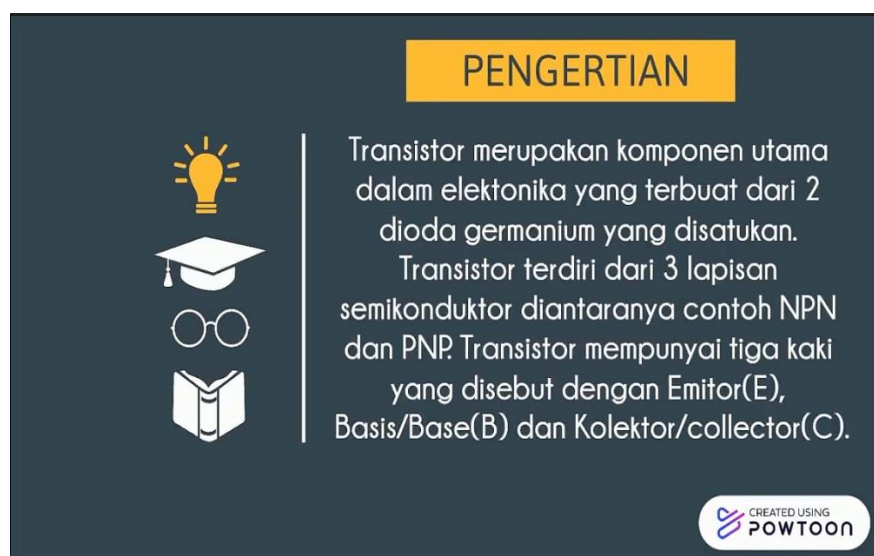 PENGERTIAN
Transistor merupakan komponen utama
dalam elektonika yang terbuat dari 2
dioda germanium yang disatukan.
Transistor terdiri dari 3 lapisan
semikonduktor diantaranya contoh NPN
dan PNP. Transistor mempunyai tiga kaki
yang disebut dengan Emitor(E),
Basis/Base(B) dan Kolektor/collector(C).
CREATED USING
POWTOON